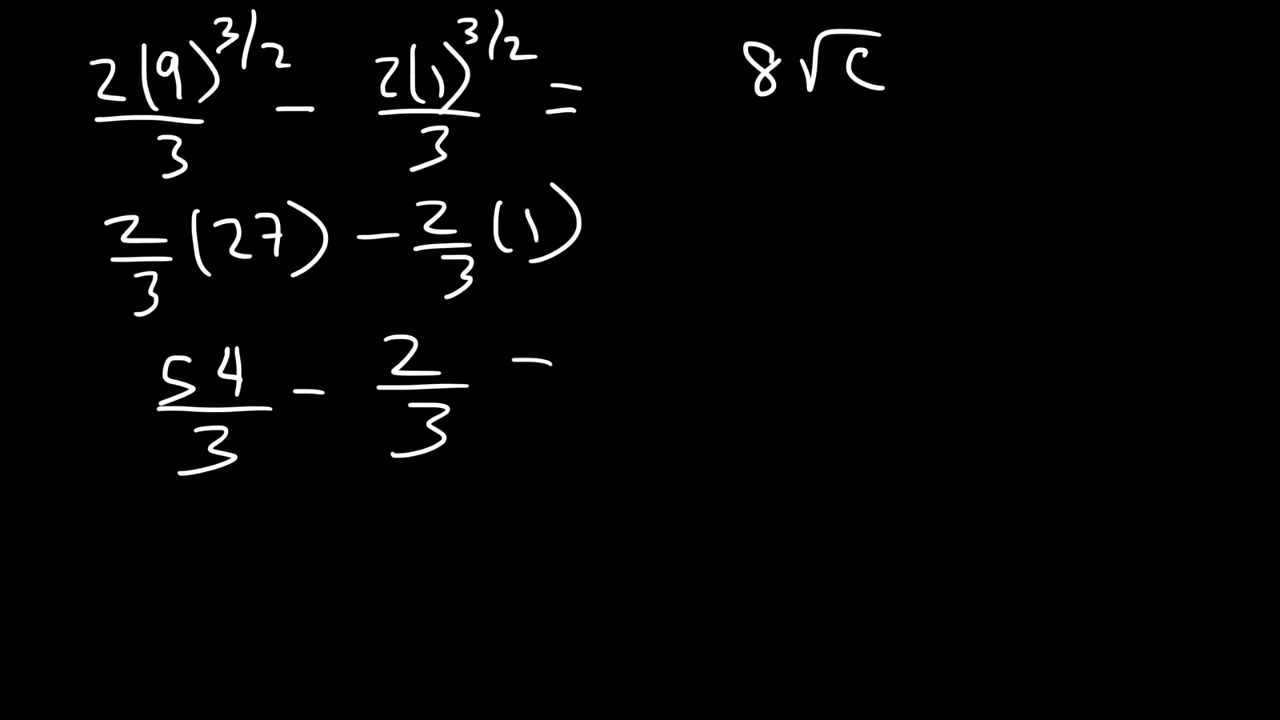 2(9)^3/2 / 3 - 2(1)^3/2 / 3 = 8√c
2/3 (27) - 2/3 (1)
54/3 - 2/3 -